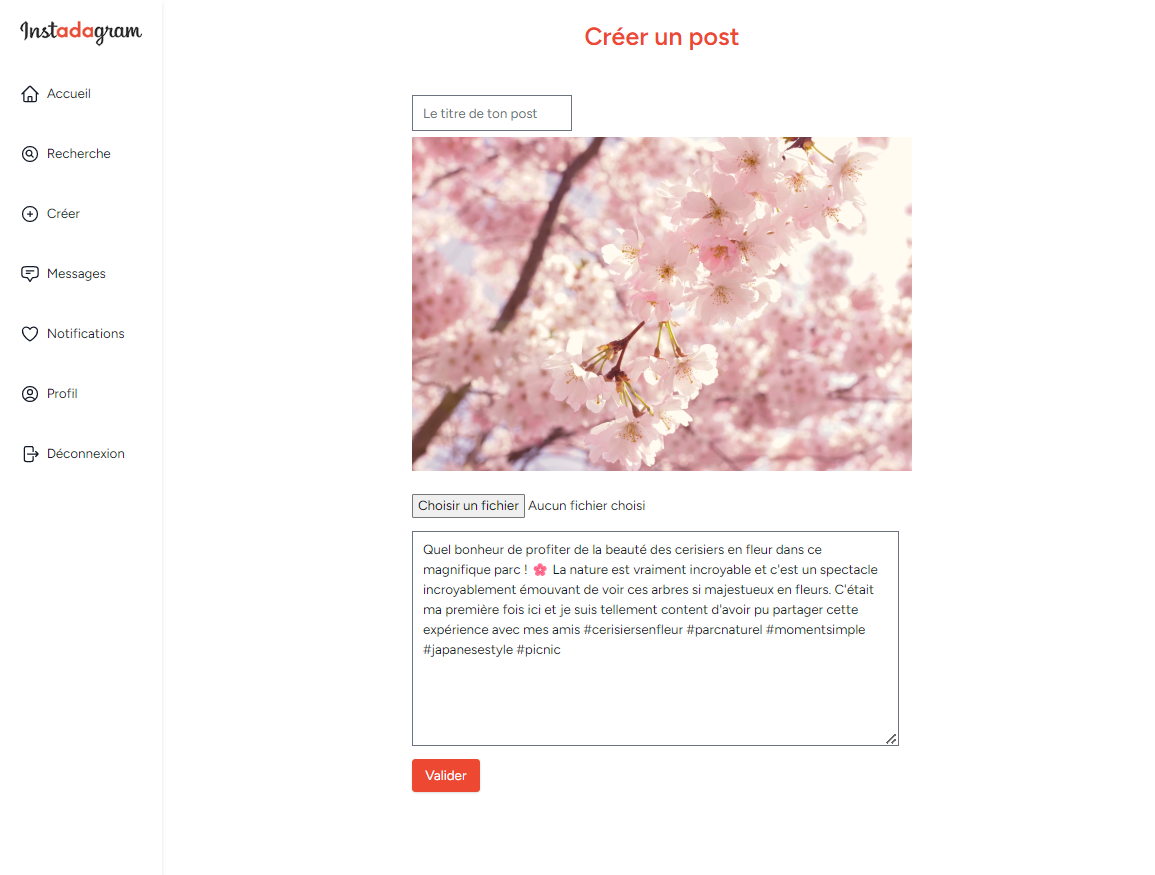 Instadagram
Créer un post
Accueil
Recherche
Créer
Messages
Notifications
Profil
Déconnexion
Le titre de ton post
Choisir un fichier Aucun fichier choisi
Quel bonheur de profiter de la beauté des cerisiers en fleur dans ce
magnifique parc ! 🌸 La nature est vraiment incroyable et c'est un spectacle
incroyablement émouvant de voir ces arbres si majestueux en fleurs. C'était
ma première fois ici et je suis tellement content d'avoir pu partager cette
expérience avec mes amis #cerisiersenfleur #parcnaturel #momentsimple
#japanesestyle #picnic
Valider